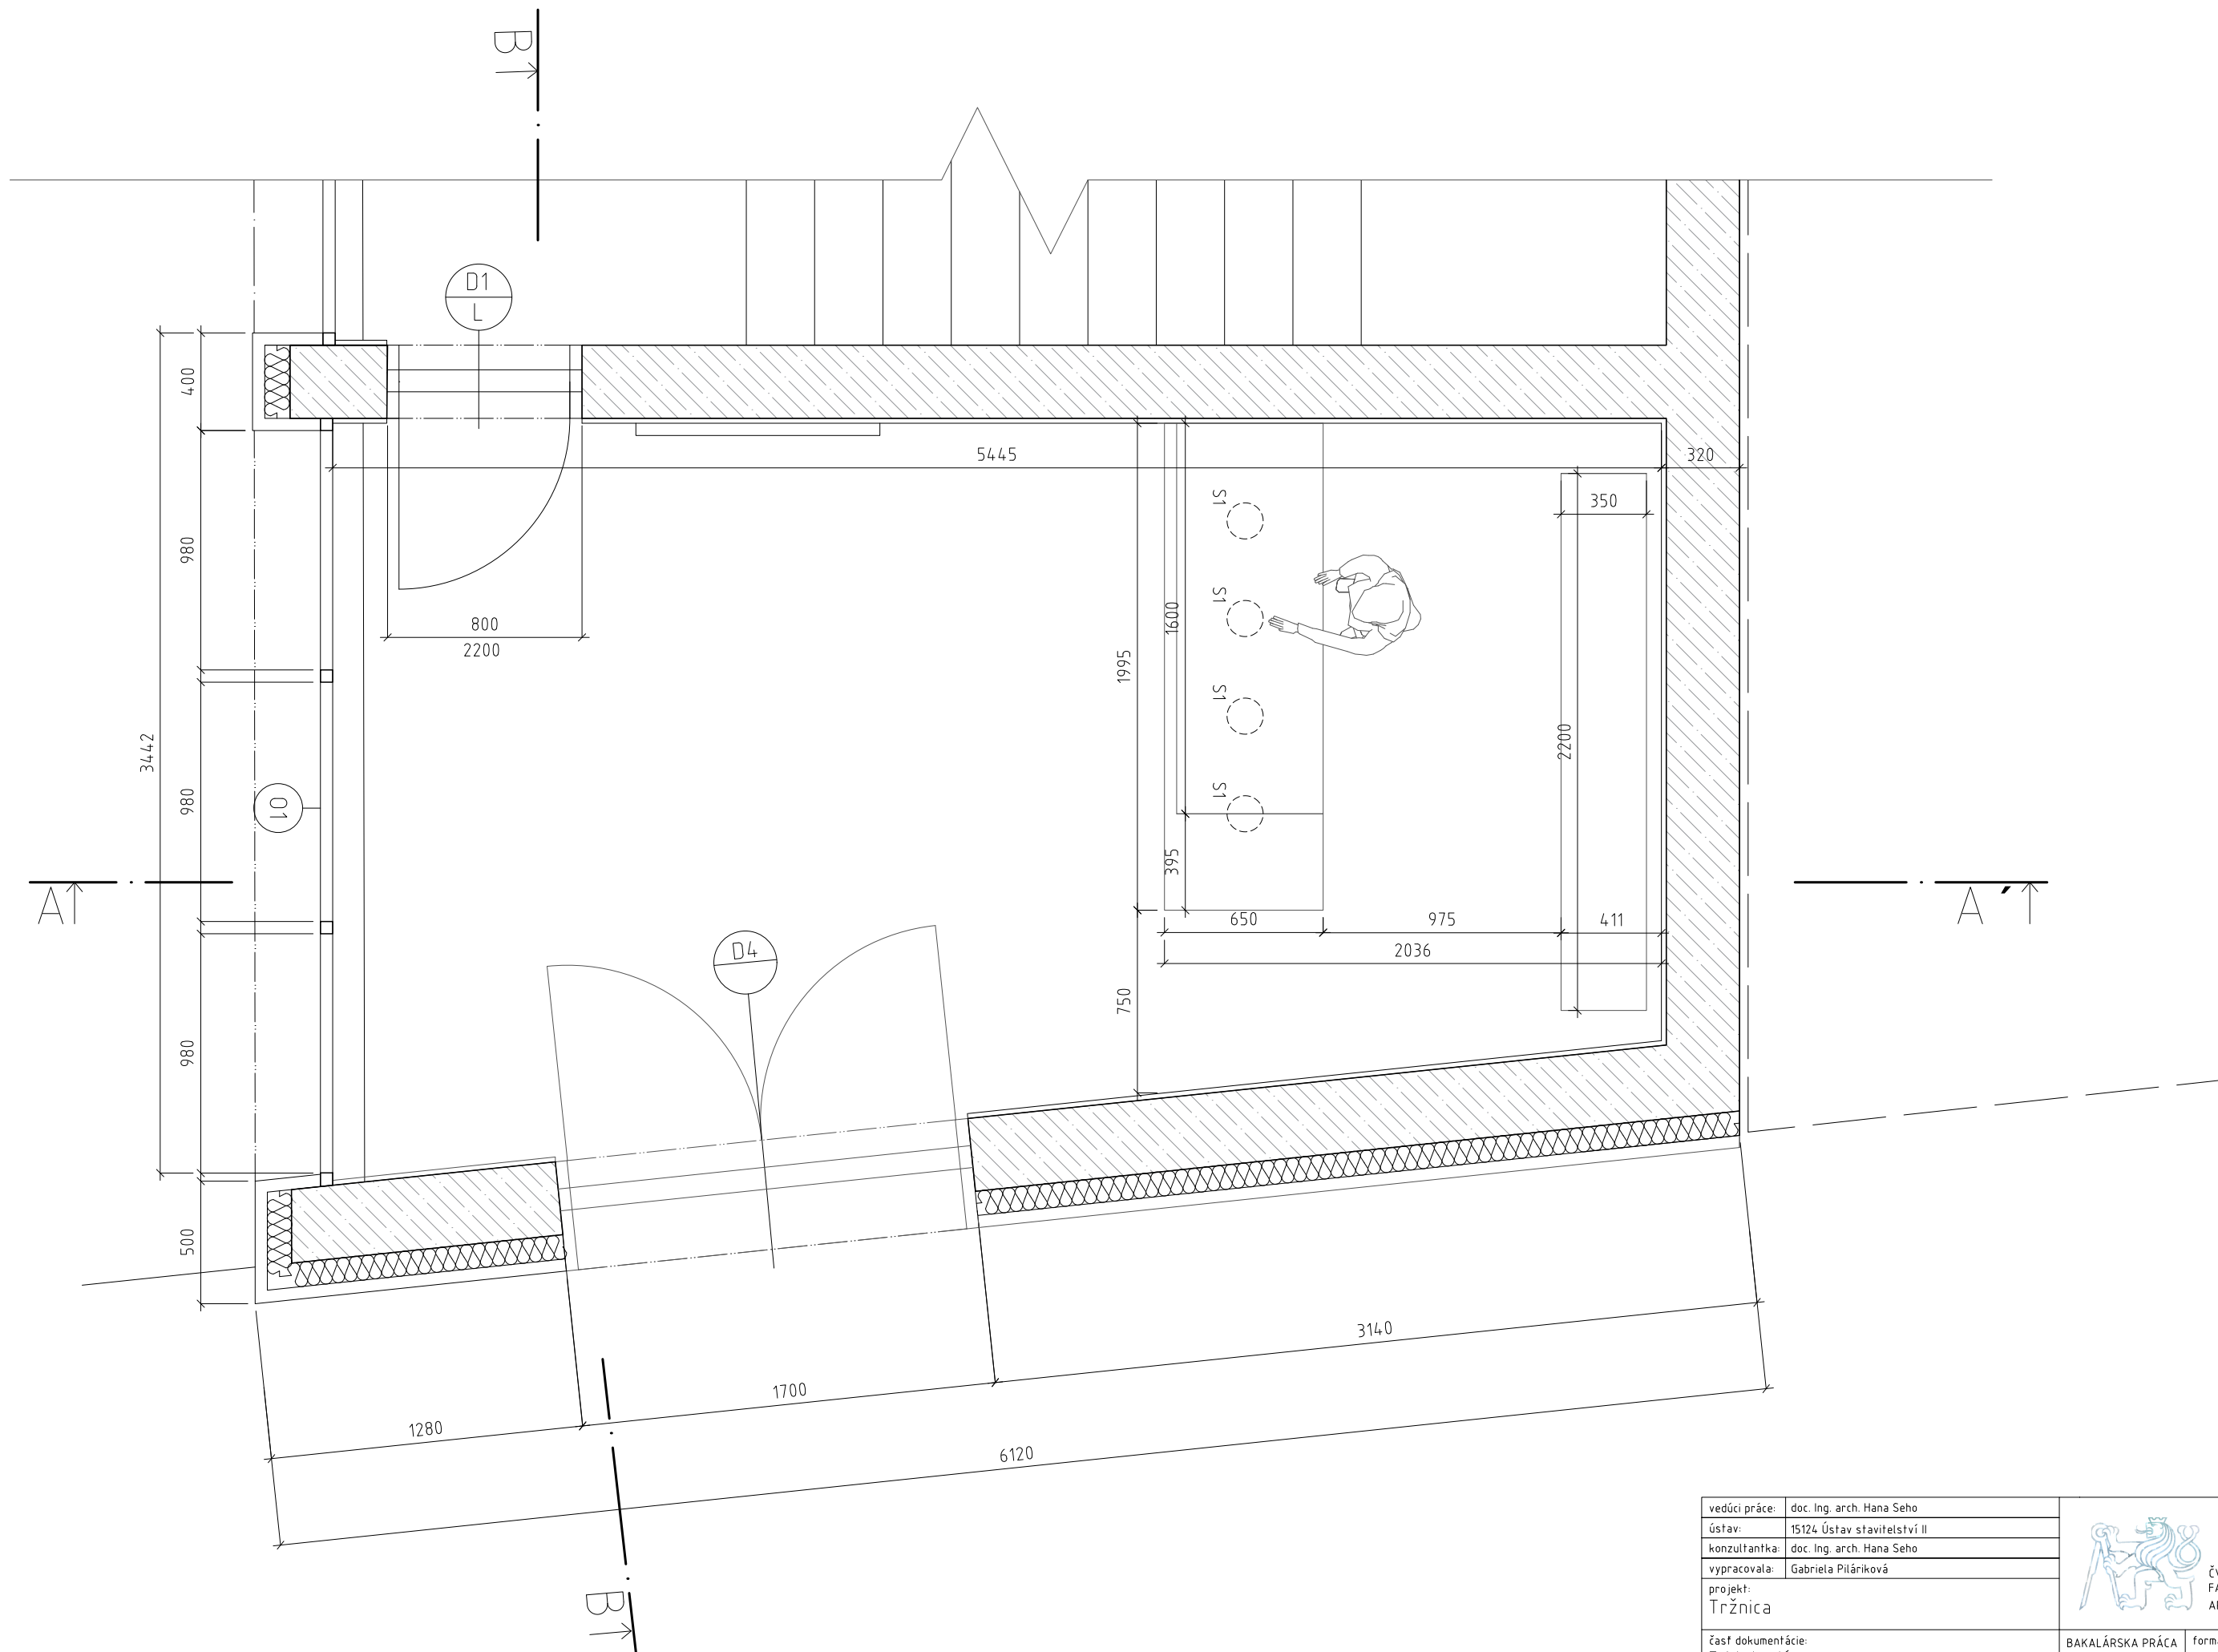 B
D1
L
400
5445
320
350
S1
980
S1
1600
800
2200
1995
S1
2200
3442
S1
980
01
395
A
A´
650
975
411
D4
2036
750
980
500
3140
1700
1280
6120
B
vedúci práce: doc. Ing. arch. Hana Seho
ústav: 15124 Ústav stavitelství II
konzultantka: doc. Ing. arch. Hana Seho
vypracovala: Gabriela Piláriková
projekt:
Tržnica
časť dokumentácie:
BAKALÁRSKA PRÁCA